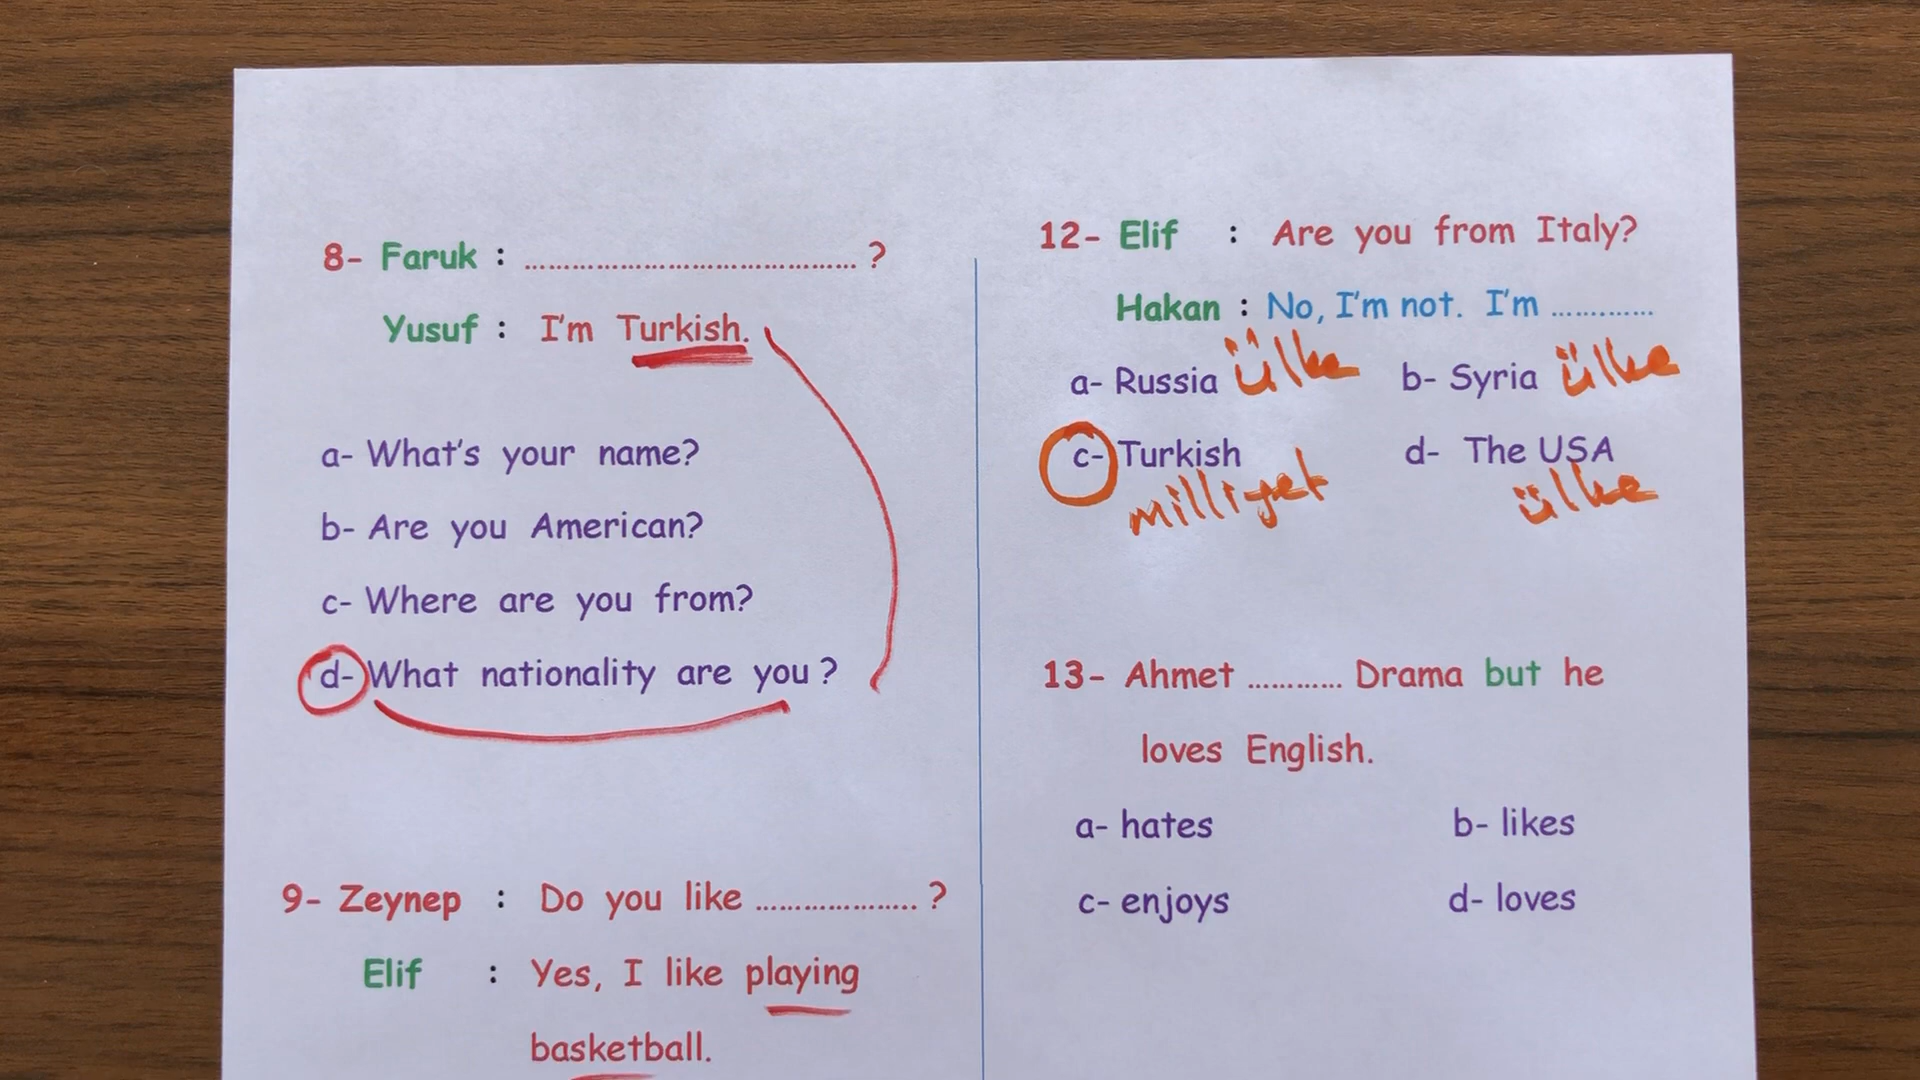 8- Faruk : ........................................ ?
Yusuf : I'm Turkish.
a- What's your name?
b- Are you American?
c- Where are you from?
d- What nationality are you ?
9- Zeynep : Do you like .................... ?
Elif : Yes, I like playing
basketball.
12- Elif : Are you from Italy?
Hakan : No, I'm not. I'm .............
a- Russia ülke b- Syria ülke
c- Turkish d- The USA
milliyet ülke
13- Ahmet ............ Drama but he
loves English.
a- hates b- likes
c- enjoys d- loves